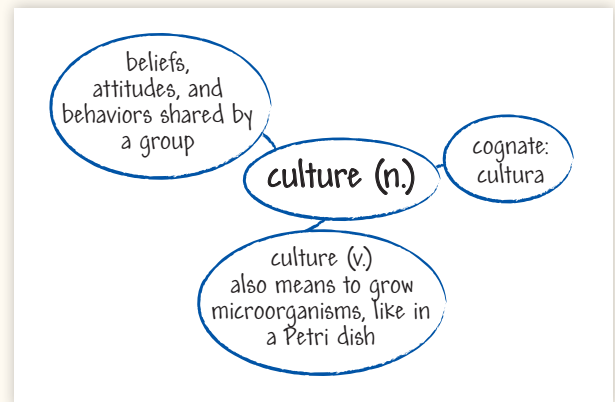 beliefs,
attitudes, and
behaviors shared by
a group
culture (n.)
cognate:
cultura
culture (v.)
also means to grow
microorganisms, like in
a Petri dish